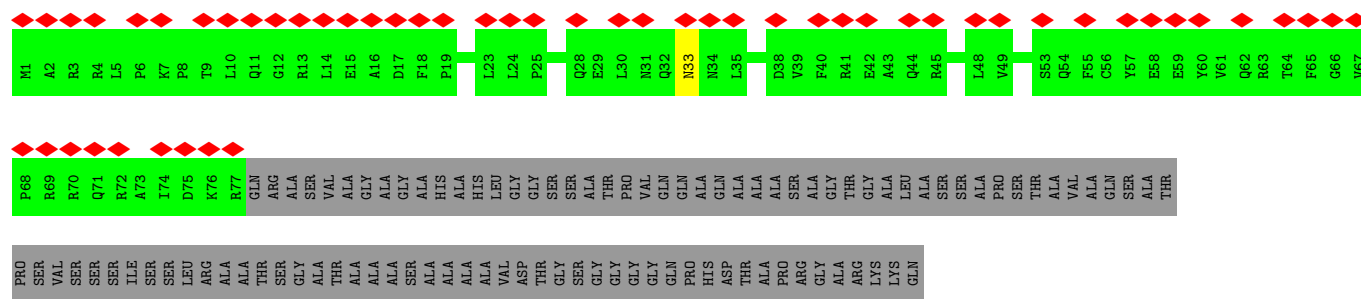 M1 A2 R3 R4 L5 P6 K7 P8 T9 L10 Q11 G12 R13 L14 E15 A16 D17 F18 P19 L23 L24 P25 Q28 E29 L30 N31 Q32 N33 N34 L35 D38 V39 F40 R41 E42 A43 Q44 R45 L48 V49 S53 Q54 F55 C56 Y57 E58 E59 Y60 V61 Q62 R63 T64 F65 G66 V67
P68 R69 R70 Q71 R72 A73 I74 D75 K76 R77 GLN ARG ALA SER VAL ALA GLY ALA GLY ALA HIS ALA HIS LEU GLY GLY SER SER ALA THR PRO VAL GLN GLN ALA GLN ALA ALA ALA SER ALA GLY THR GLY ALA LEU ALA SER SER ALA PRO SER THR ALA VAL ALA GLN SER ALA THR
PRO SER VAL SER SER SER ILE SER SER LEU ARG ALA ALA THR SER GLY ALA THR ALA ALA ALA SER ALA ALA ALA ALA VAL ASP THR GLY SER GLY GLY GLY GLY GLN PRO HIS ASP THR ALA PRO ARG GLY ALA ARG LYS LYS GLN